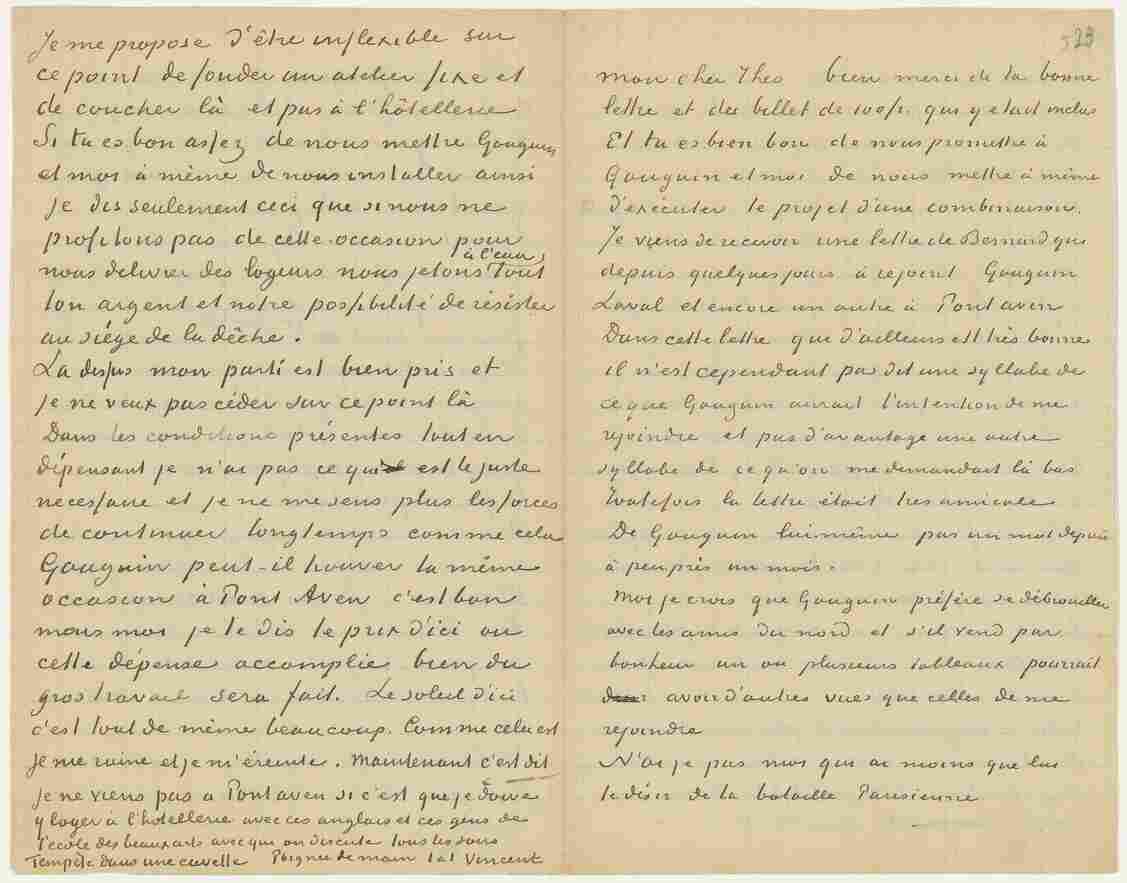 Je me propose d'être inflexible sur
ce point de fonder un atelier fixe et
de coucher là et pas à l'hôtellerie
Si tu es bon assez de nous mettre Gauguin
et moi à même de nous installer ainsi
je dis seulement ceci que si nous ne
profitons pas de cette occasion pour
nous delivrer des logeurs nous jetons tout à l'eau,
ton argent et notre possibilité de résister
au siége de la dêche.
La dessus mon parti est bien pris et
je ne veux pas céder sur ce point là
Dans les conditions présentes tout en
dépensant je n'ai pas ce qui est le juste
necessaire et je ne me sens plus les forces
de continuer longtemps comme cela
Gauguin peut-il trouver la même
occasion à Pont Aven c'est bon
mais moi je te dis le prix d'ici ou
cette dépense accomplie bien du
gros travail sera fait. Le soleil d'ici
c'est tout de même beaucoup. Comme cela est
je me ruine et je m'éreinte. Maintenant c'est dit
je ne viens pas a Pontaven si c'est que je doive
y loger à l'hotellerie avec ces anglais et ces gens de
l'école des beaux arts avec qui on discute tous les soirs
Tempête dans une cuvelle Poignée de main t. à t. Vincent
523
mon cher Theo bien merci de ta bonne
lettre et du billet de 100 fr. qui y etait inclus
Et tu es bien bon de nous promettre à
Gauguin et moi de nous mettre à même
d'exécuter le projet d'une combinaison.
Je viens de recevoir une lettre de Bernard qui
depuis quelques jours à rejoint Gauguin
Laval et encore un autre à Pont aven
Dans cette lettre que d'ailleurs est très bonne
il n'est cependant pas dit une syllabe de
ce que Gauguin aurait l'intention de me
rejoindre et pas d'avantage une autre
syllabe de ce qu'on me demandait là bas
Toutefois la lettre était tres amicale
De Gauguin lui même pas un mot depuis
à peu près un mois.
Moi je crois que Gauguin préfère se débrouiller
avec les amis du nord et s'il vend par
bonheur un ou plusieurs tableaux pourrait
avoir d'autres vues que celles de me
rejoindre
N'ai je pas moi qui ai moins que lui
le désir de la bataille Parisienne